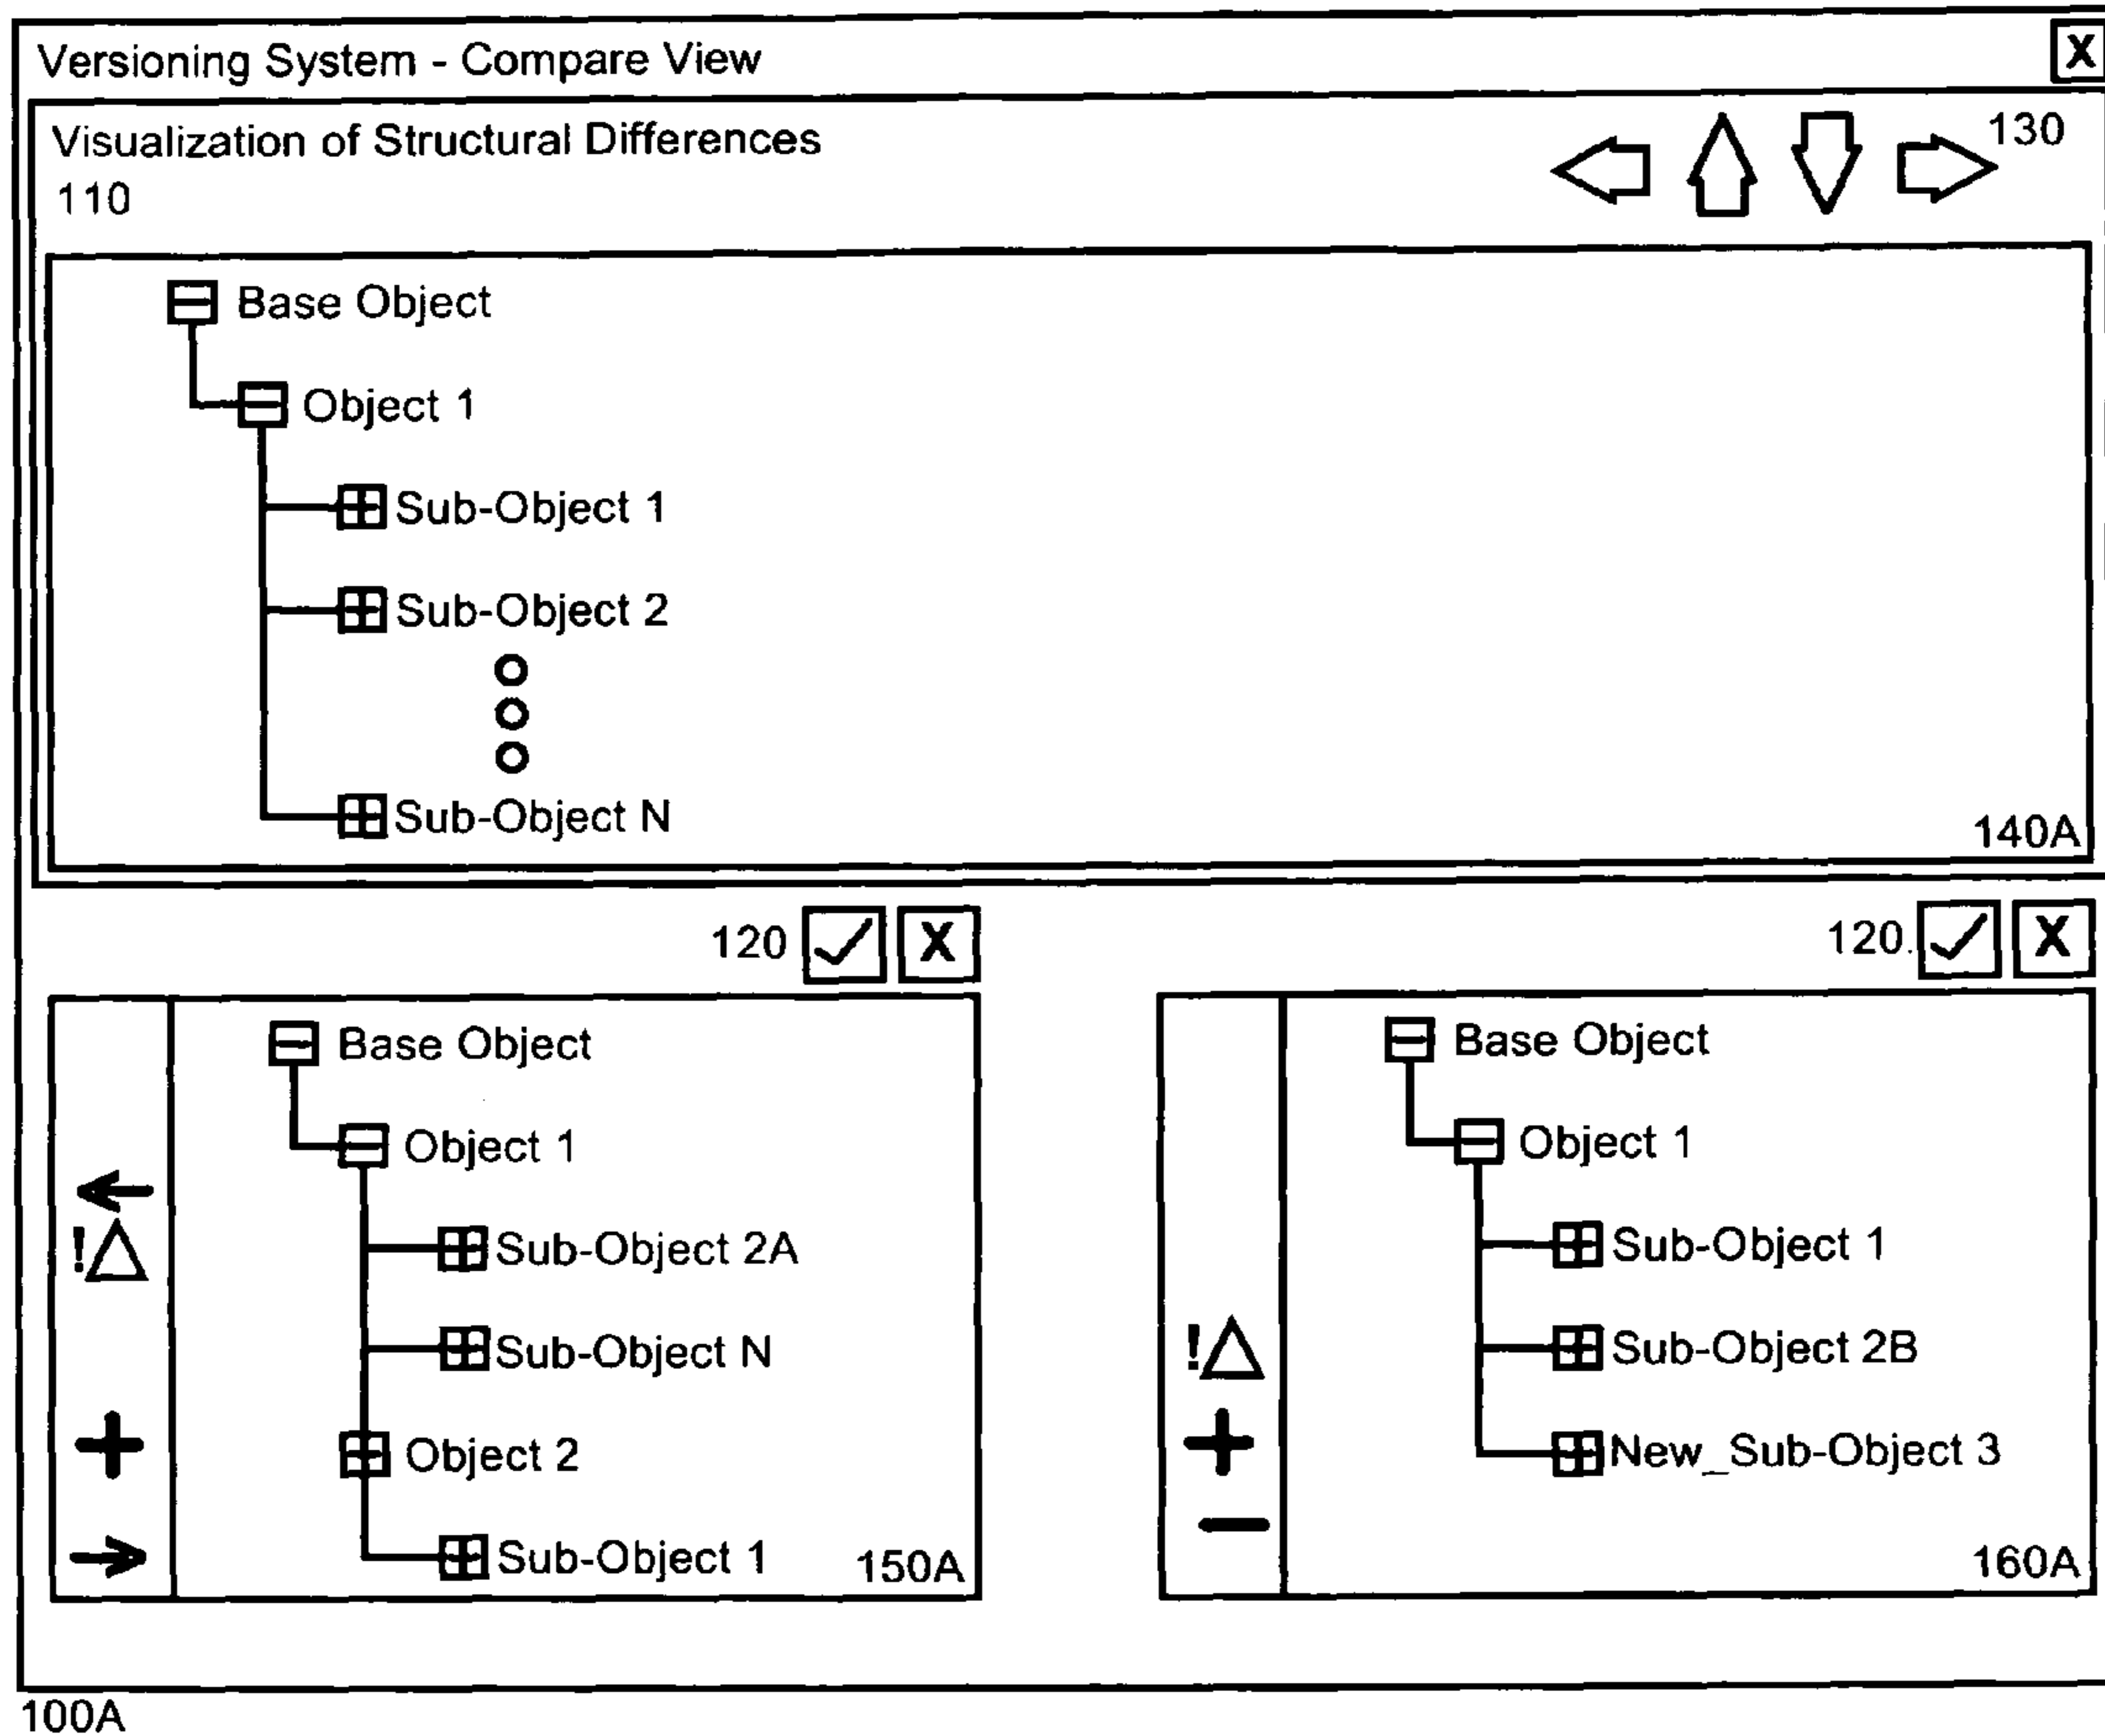 Versioning System - Compare View X
Visualization of Structural Differences 130
110
Base Object
Object 1
Sub-Object 1
Sub-Object 2
Sub-Object N
140A
120 X
Base Object
Object 1
! Sub-Object 2A
Sub-Object N
+ Object 2
Sub-Object 1 150A
120. X
Base Object
Object 1
Sub-Object 1
! Sub-Object 2B
+ New_Sub-Object 3
160A
100A